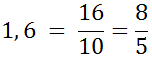 1,6 = 16/10 = 8/5